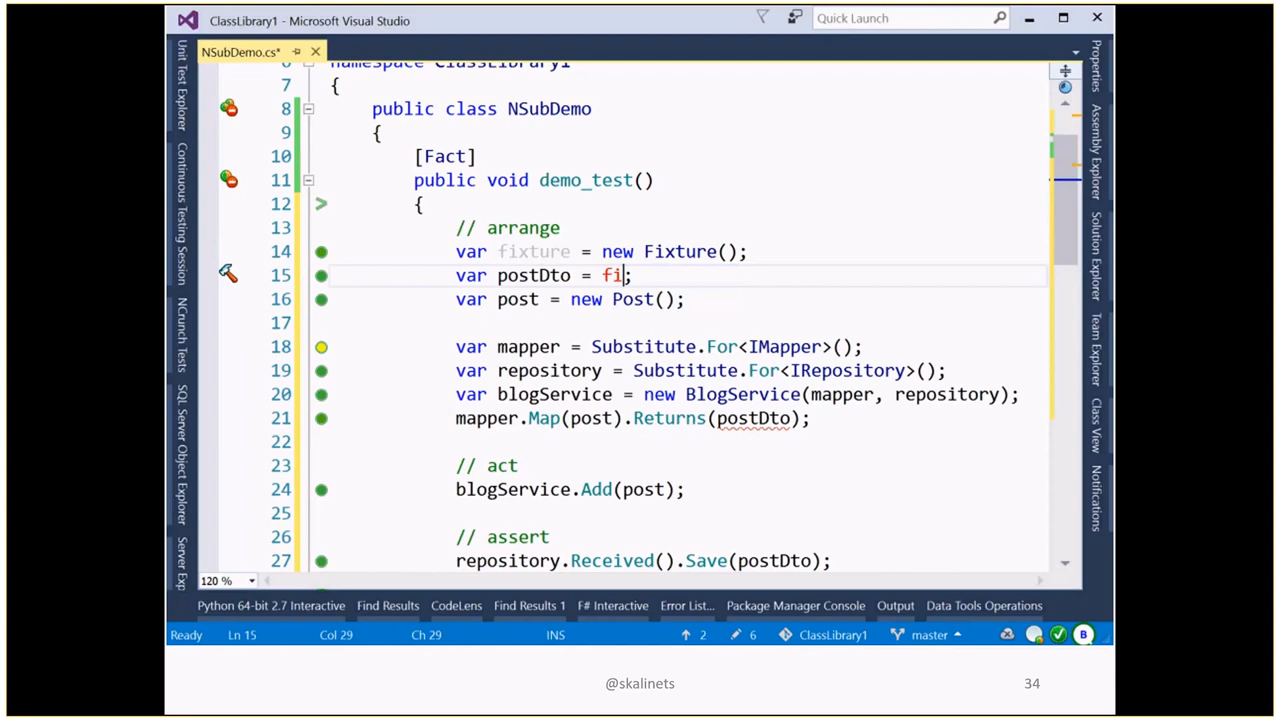 ClassLibrary1 - Microsoft Visual Studio
Quick Launch
NSubDemo.cs*
6 namespace ClassLibrary1
7 {
8 public class NSubDemo
9 {
10 [Fact]
11 public void demo_test()
12 {
13 // arrange
14 var fixture = new Fixture();
15 var postDto = fi;
16 var post = new Post();
17
18 var mapper = Substitute.For<IMapper>();
19 var repository = Substitute.For<IRepository>();
20 var blogService = new BlogService(mapper, repository);
21 mapper.Map(post).Returns(postDto);
22
23 // act
24 blogService.Add(post);
25
26 // assert
27 repository.Received().Save(postDto);
Unit Test Explorer
Continuous Testing Session
NCrunch Tests
SQL Server Object Explorer
Server Exp
Properties
Assembly Explorer
Solution Explorer
Team Explorer
Class View
Notifications
120 %
Python 64-bit 2.7 Interactive Find Results CodeLens Find Results 1 F# Interactive Error List... Package Manager Console Output Data Tools Operations
Ready Ln 15 Col 29 Ch 29 INS 2 6 ClassLibrary1 master B
@skalinets 34